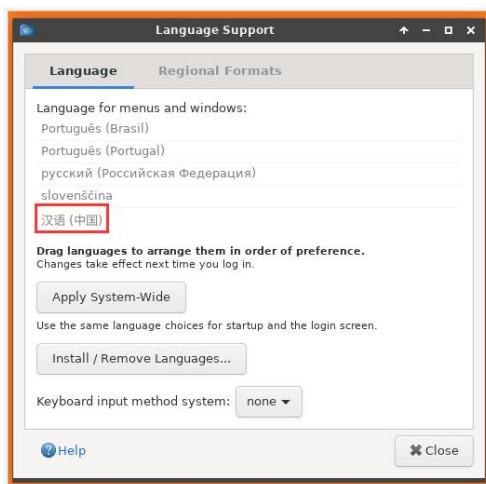 Language Support
Language Regional Formats
Language for menus and windows:
Português (Brasil)
Português (Portugal)
русский (Российская Федерация)
slovenščina
汉语 (中国)
Drag languages to arrange them in order of preference.
Changes take effect next time you log in.
Apply System-Wide
Use the same language choices for startup and the login screen.
Install / Remove Languages...
Keyboard input method system: none
Help Close